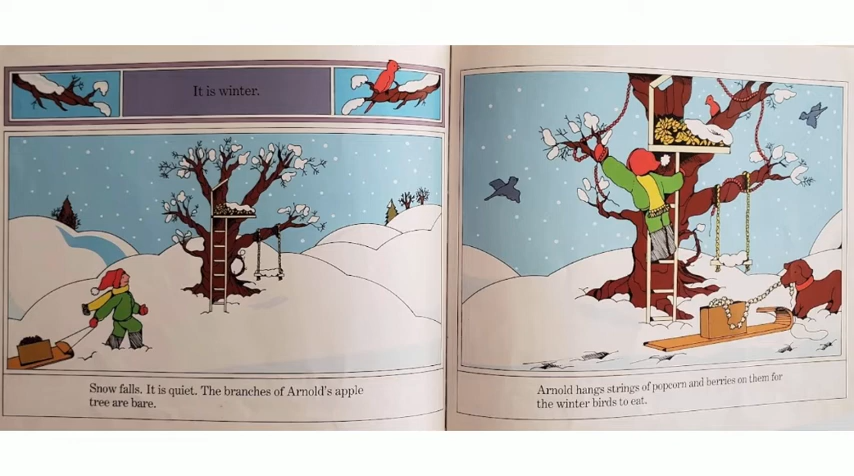 It is winter.
Snow falls. It is quiet. The branches of Arnold's apple
tree are bare.
Arnold hangs strings of popcorn and berries on them for
the winter birds to eat.